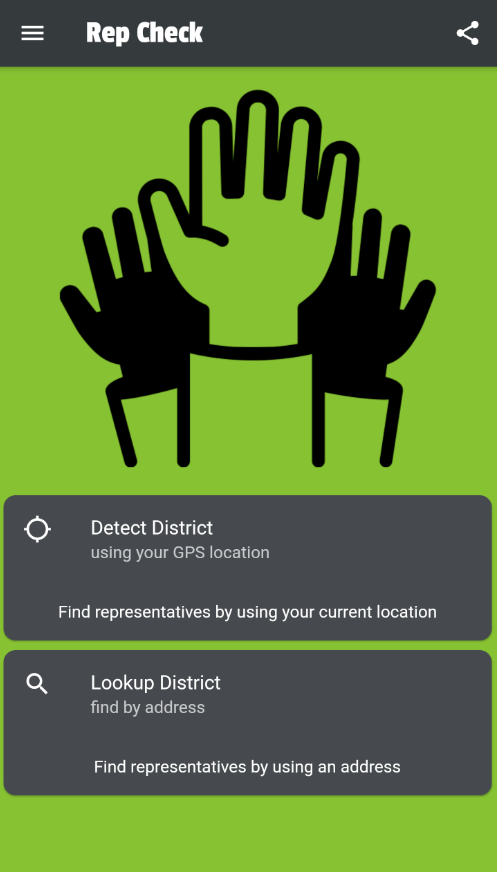 Rep Check
Detect District
using your GPS location
Find representatives by using your current location
Lookup District
find by address
Find representatives by using an address